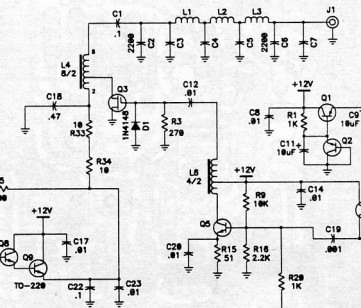 C1
.1
L1
L2
L3
J1
2200
C2
C3
C4
C5
2200
C6
C7
8
L4
8/2
2
Q3
C12
.01
+12V
Q1
C18
.47
1N4148
D1
R3
270
C8
.01
R1
1K
C9
10uF
C11
10uF
Q2
10
R33
R34
10
L6
4/2
+12V
R9
10K
C14
.01
+12V
Q5
C19
.001
C17
.01
Q8
Q9
TO-220
C20
.01
R15
51
R16
2.2K
R20
1K
C22
.1
C23
.01